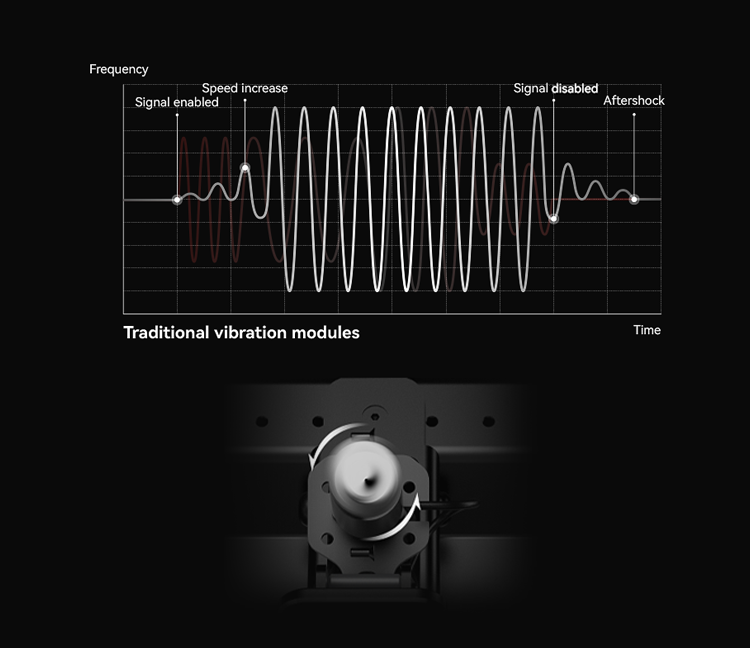 Frequency
Speed increase
Signal enabled
Signal disabled
Aftershock
Traditional vibration modules
Time